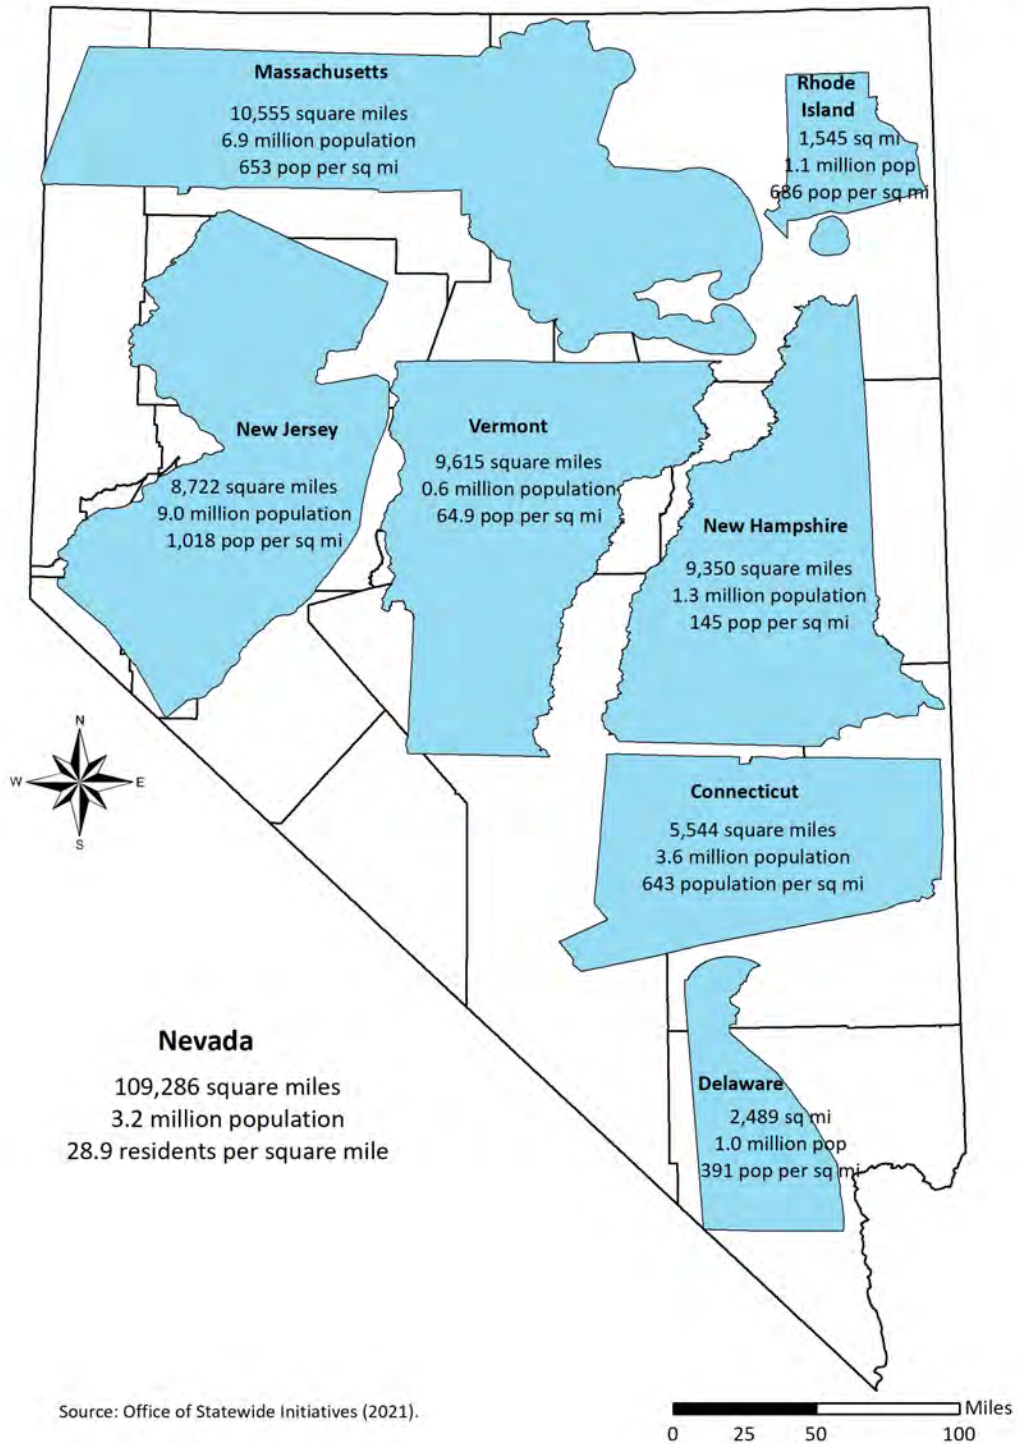 Massachusetts
10,555 square miles
6.9 million population
653 pop per sq mi
Rhode
Island
1,545 sq mi
1.1 million pop
686 pop per sq mi
New Jersey
8,722 square miles
9.0 million population
1,018 pop per sq mi
Vermont
9,615 square miles
0.6 million population
64.9 pop per sq mi
New Hampshire
9,350 square miles
1.3 million population
145 pop per sq mi
N
W
E
S
Connecticut
5,544 square miles
3.6 million population
643 population per sq mi
Nevada
109,286 square miles
3.2 million population
28.9 residents per square mile
Delaware
2,489 sq mi
1.0 million pop
391 pop per sq mi
Source: Office of Statewide Initiatives (2021).
Miles
0 25 50 100